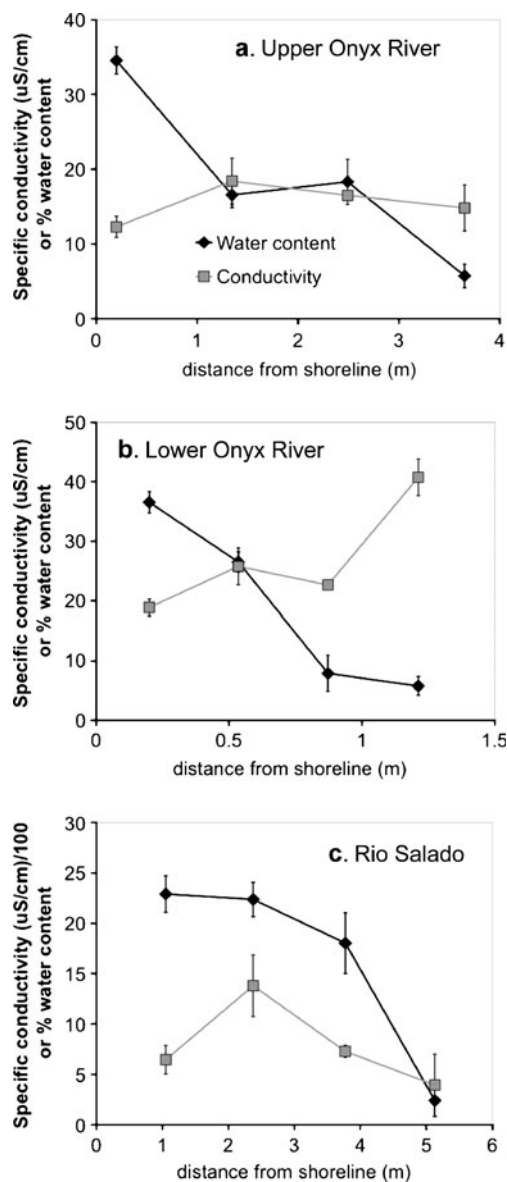 a. Upper Onyx River
Specific conductivity (uS/cm)
or % water content
40
30
20
10
0
Water content
Conductivity
0 1 2 3 4
distance from shoreline (m)
b. Lower Onyx River
Specific conductivity (uS/cm)
or % water content
50
40
30
20
10
0
0 0.5 1 1.5
distance from shoreline (m)
c. Rio Salado
Specific conductivity (uS/cm)/100
or % water content
30
25
20
15
10
5
0
0 1 2 3 4 5 6
distance from shoreline (m)